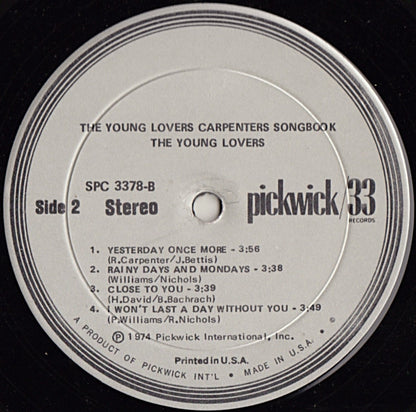 THE YOUNG LOVERS CARPENTERS SONGBOOK
THE YOUNG LOVERS
SPC 3378-B
Side 2 Stereo
pickwick/33
RECORDS
1. YESTERDAY ONCE MORE - 3:56
(R.Carpenter/J.Bettis)
2. RAINY DAYS AND MONDAYS - 3:38
(Williams/Nichols)
3. CLOSE TO YOU - 3:39
(H.David/B.Bachrach)
4. I WON'T LAST A DAY WITHOUT YOU - 3:49
(P.Williams/R.Nichols)
Ⓟ 1974 Pickwick International, Inc.
Printed in U.S.A.
A PRODUCT OF PICKWICK INT'L • MADE IN U.S.A. •